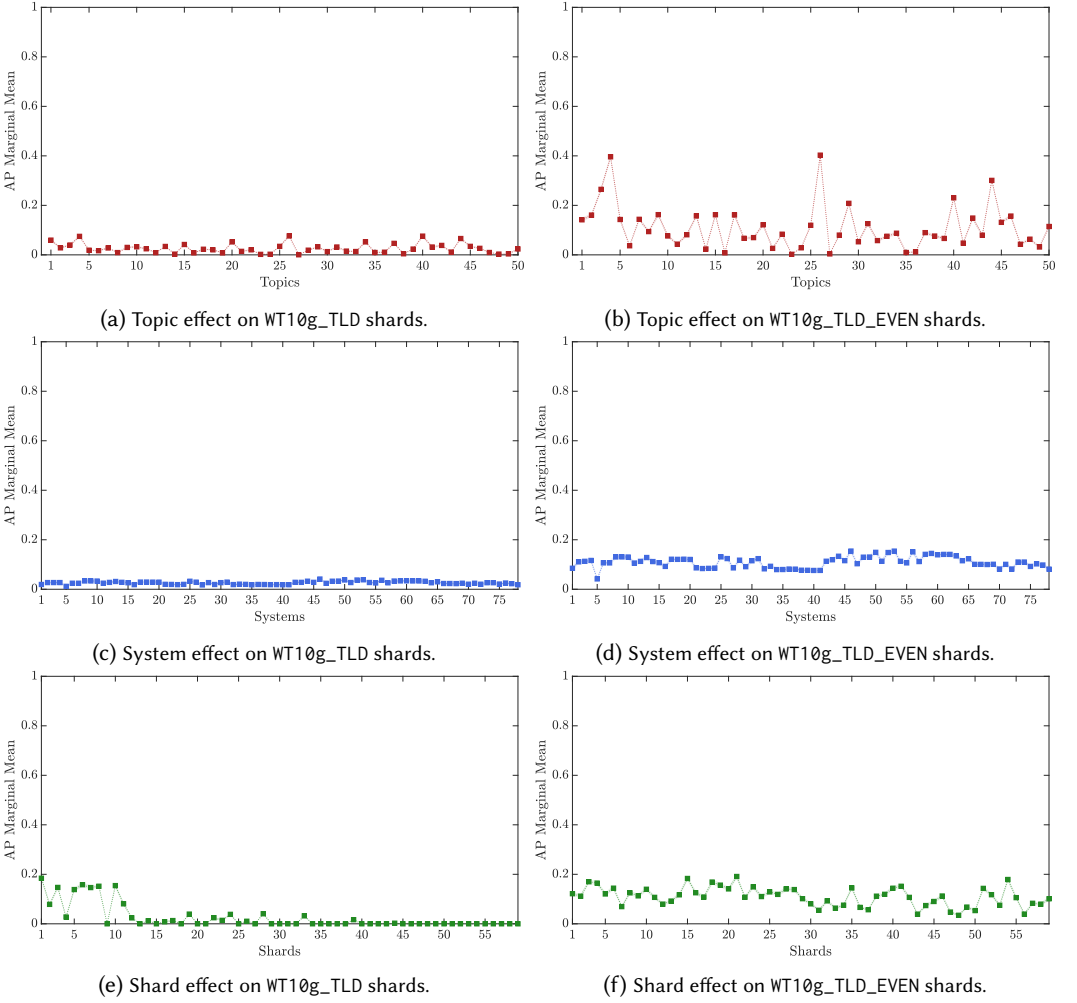 1
0.8
0.6
0.4
0.2
0
AP Marginal Mean
1 5 10 15 20 25 30 35 40 45 50
Topics
(a) Topic effect on WT10g_TLD shards.
1
0.8
0.6
0.4
0.2
0
AP Marginal Mean
1 5 10 15 20 25 30 35 40 45 50
Topics
(b) Topic effect on WT10g_TLD_EVEN shards.
1
0.8
0.6
0.4
0.2
0
AP Marginal Mean
1 5 10 15 20 25 30 35 40 45 50 55 60 65 70 75
Systems
(c) System effect on WT10g_TLD shards.
1
0.8
0.6
0.4
0.2
0
AP Marginal Mean
1 5 10 15 20 25 30 35 40 45 50 55 60 65 70 75
Systems
(d) System effect on WT10g_TLD_EVEN shards.
1
0.8
0.6
0.4
0.2
0
AP Marginal Mean
1 5 10 15 20 25 30 35 40 45 50 55
Shards
(e) Shard effect on WT10g_TLD shards.
1
0.8
0.6
0.4
0.2
0
AP Marginal Mean
1 5 10 15 20 25 30 35 40 45 50 55
Shards
(f) Shard effect on WT10g_TLD_EVEN shards.